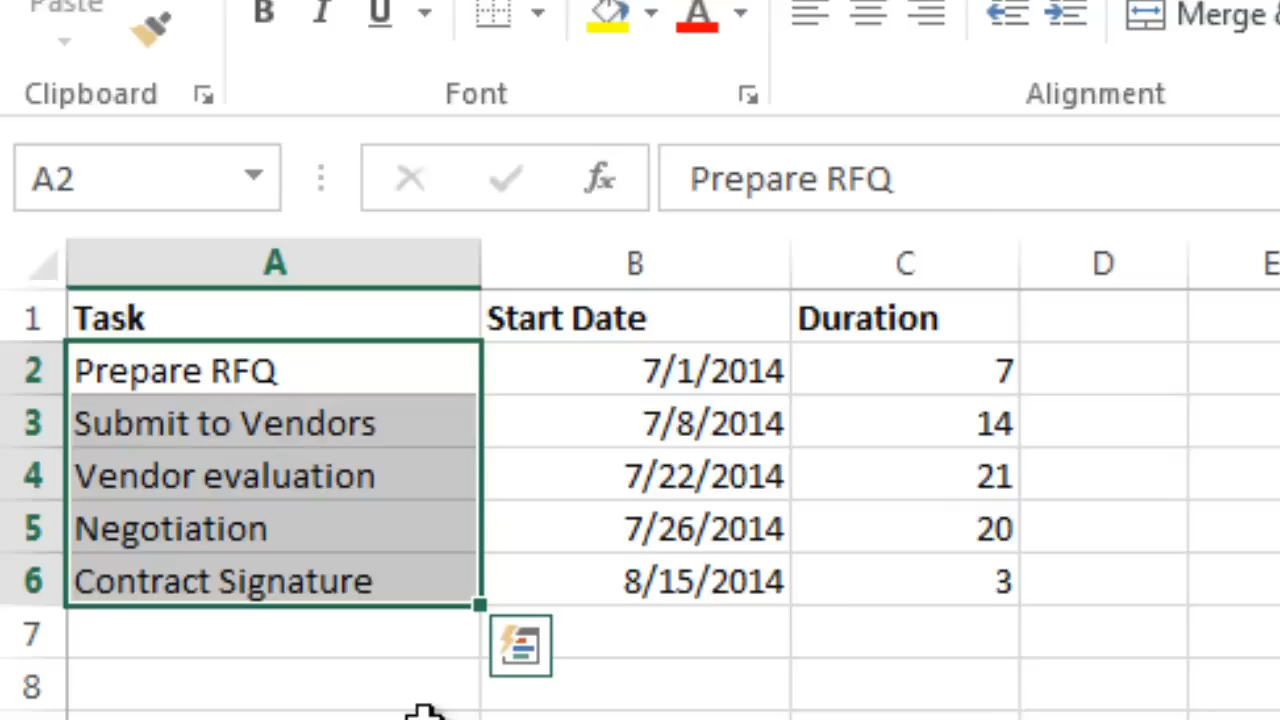 Paste
B I U A Merge &
Clipboard Font Alignment
A2 fx Prepare RFQ
A B C D E
1 Task Start Date Duration
2 Prepare RFQ 7/1/2014 7
3 Submit to Vendors 7/8/2014 14
4 Vendor evaluation 7/22/2014 21
5 Negotiation 7/26/2014 20
6 Contract Signature 8/15/2014 3
7
8